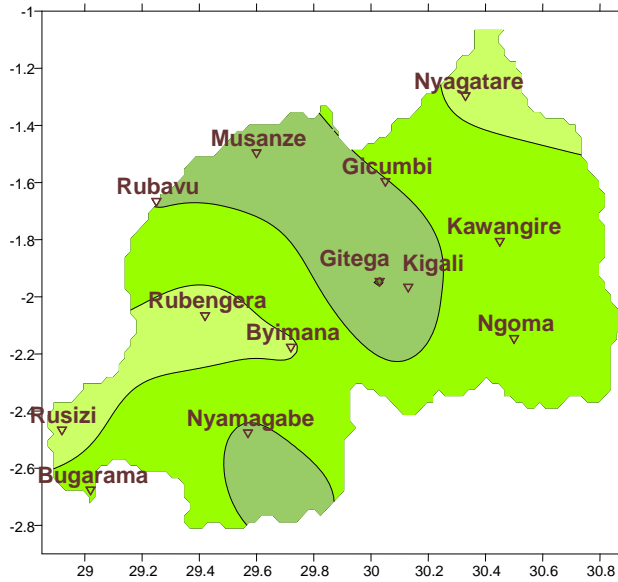 -1
-1.2
-1.4
-1.6
-1.8
-2
-2.2
-2.4
-2.6
-2.8
Nyagatare
Musanze
Gicumbi
Rubavu
Kawangire
Gitega
Kigali
Rubengera
Byimana
Ngoma
Rusizi
Nyamagabe
Bugarama
29 29.2 29.4 29.6 29.8 30 30.2 30.4 30.6 30.8